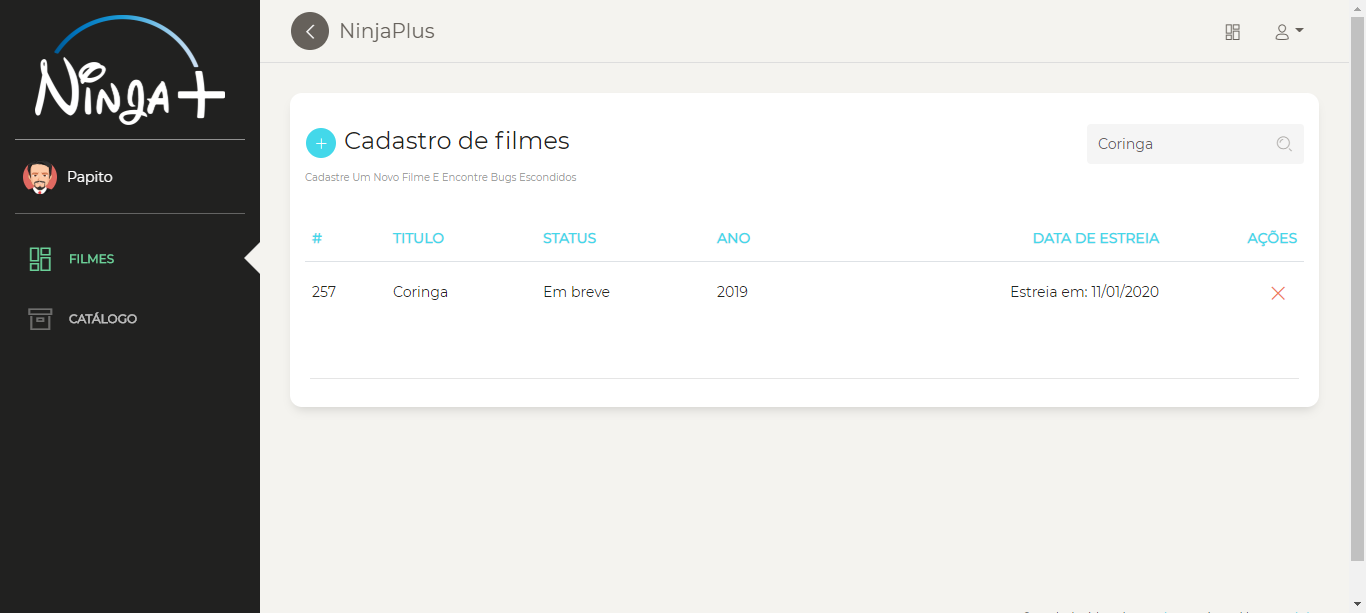 Ninja+
NinjaPlus
Papito
FILMES
CATÁLOGO
Cadastro de filmes
Coringa
Cadastre Um Novo Filme E Encontre Bugs Escondidos
# TITULO STATUS ANO DATA DE ESTREIA AÇÕES
257 Coringa Em breve 2019 Estreia em: 11/01/2020